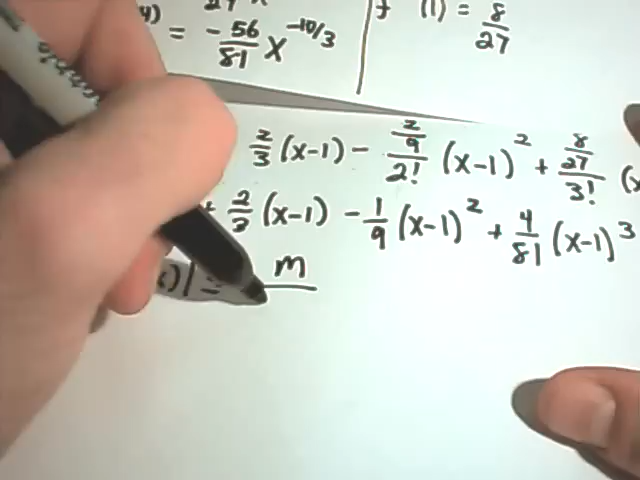 4) = -56/81 x^{-10/3}
(1) = 8/27
2/3 (x-1) - 2/9/2! (x-1)^2 + 8/27/3! (x
+ 2/3 (x-1) - 1/9 (x-1)^2 + 4/81 (x-1)^3
x)| = m